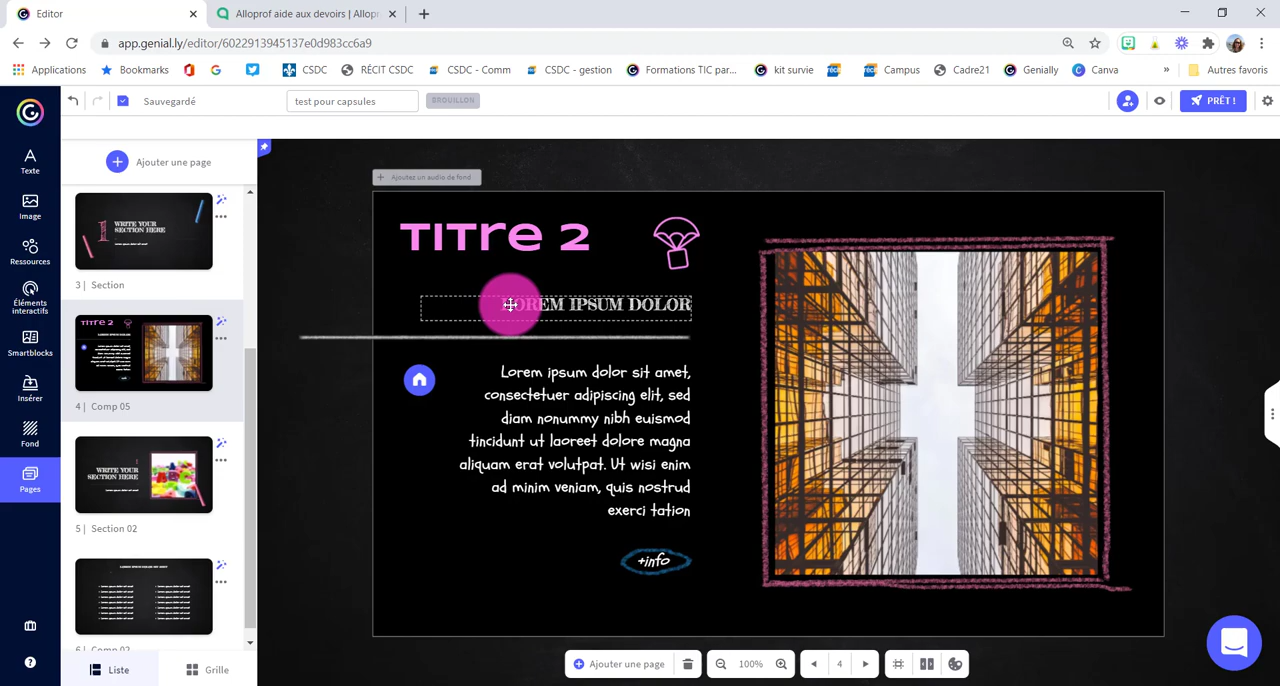 Editor
Alloprof aide aux devoirs | Allopr
app.genial.ly/editor/6022913945137e0d983cc6a9
Applications
Bookmarks
CSDC
RÉCIT CSDC
CSDC - Comm
CSDC - gestion
Formations TIC par...
kit survie
Campus
Cadre21
Genially
Canva
»
Autres favoris
Sauvegardé
test pour capsules
BROUILLON
PRÊT !
Texte
Image
Ressources
Éléments
interactifs
Smartblocks
Insérer
Fond
Pages
Ajouter une page
1
WRITE YOUR
SECTION HERE
3 | Section
TITre 2
4 | Comp 05
WRITE YOUR
SECTION HERE
5 | Section 02
Liste
Grille
+ Ajoutez un audio de fond
TITre 2
LOREM IPSUM DOLOR
Lorem ipsum dolor sit amet,
consectetuer adipiscing elit, sed
diam nonummy nibh euismod
tincidunt ut laoreet dolore magna
aliquam erat volutpat. Ut wisi enim
ad minim veniam, quis nostrud
exerci tation
+info
Ajouter une page
100%
4